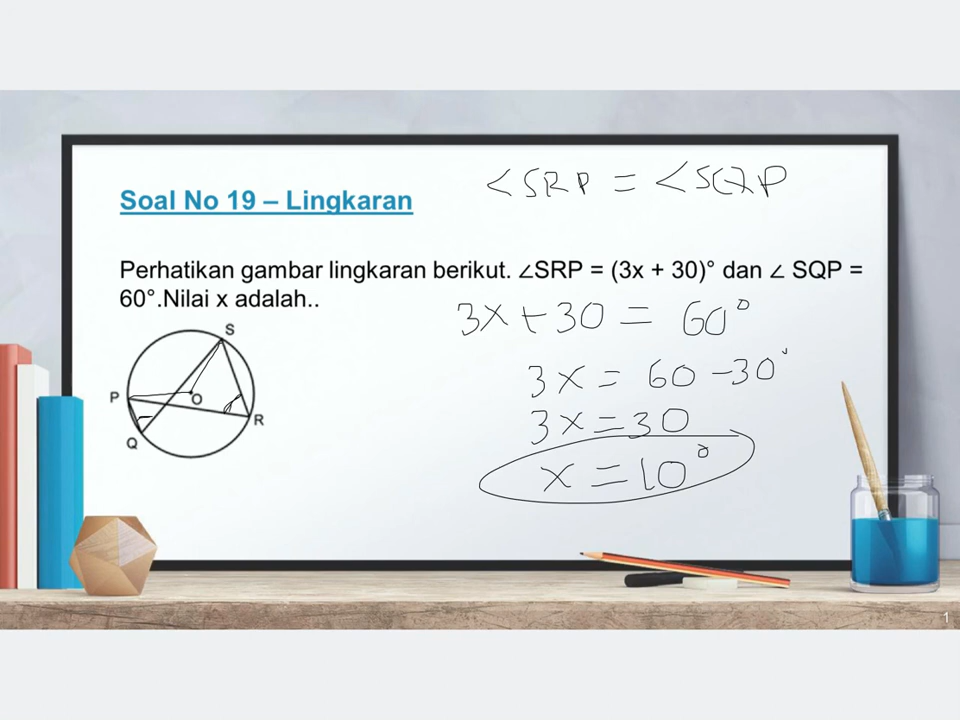 Soal No 19 – Lingkaran
∠SRP = ∠SQP
Perhatikan gambar lingkaran berikut. ∠SRP = (3x + 30)° dan ∠ SQP =
60°.Nilai x adalah..
3x + 30 = 60°
3x = 60 - 30°
3x = 30
x = 10°
S
P
O
R
Q
1